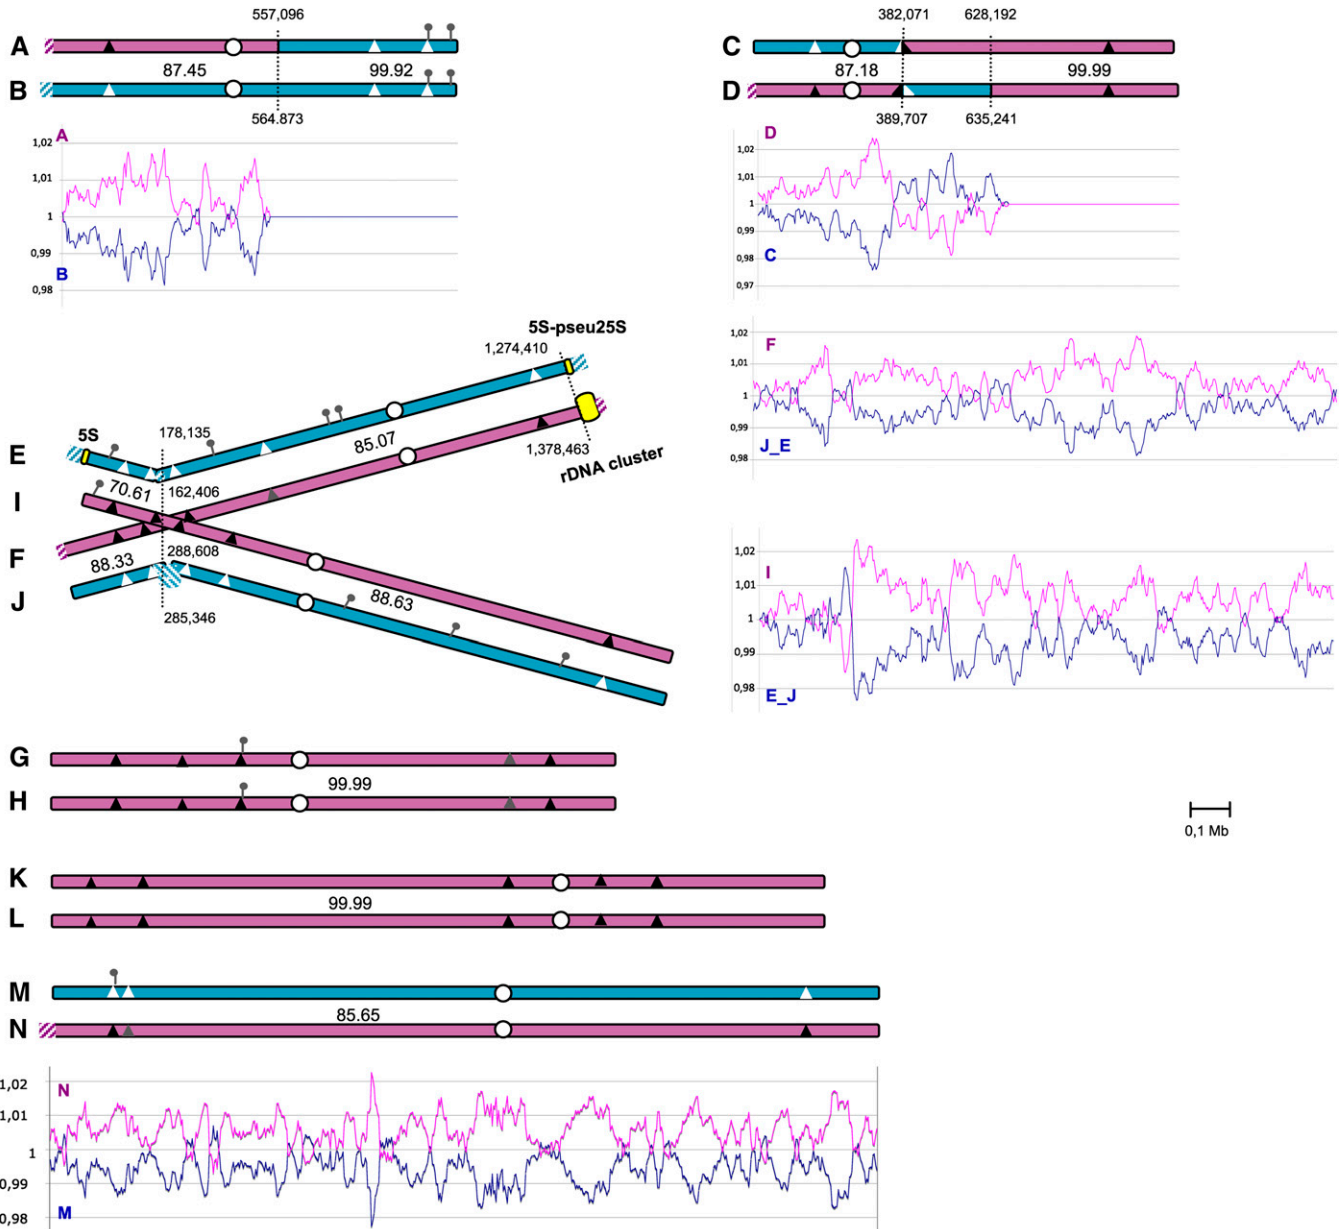 557,096
A
87.45 99.92
B
564.873
A
1,02
1,01
1
0,99
B
0,98
382,071 628,192
C
87.18 99.99
D
389,707 635,241
D
1,02
1,01
1
0,99
0,98
C
0,97
5S-pseu25S
1,274,410
5S
178,135
E
85.07
1,378,463
rDNA cluster
70.61
162,406
I
F
88.33
288,608
J
88.63
285,346
1,02
F
1,01
1
0,99
J_E
0,98
1,02
I
1,01
1
0,99
0,98
E_J
G
99.99
H
0,1 Mb
K
99.99
L
M
85.65
N
1,02
N
1,01
1
0,99
M
0,98